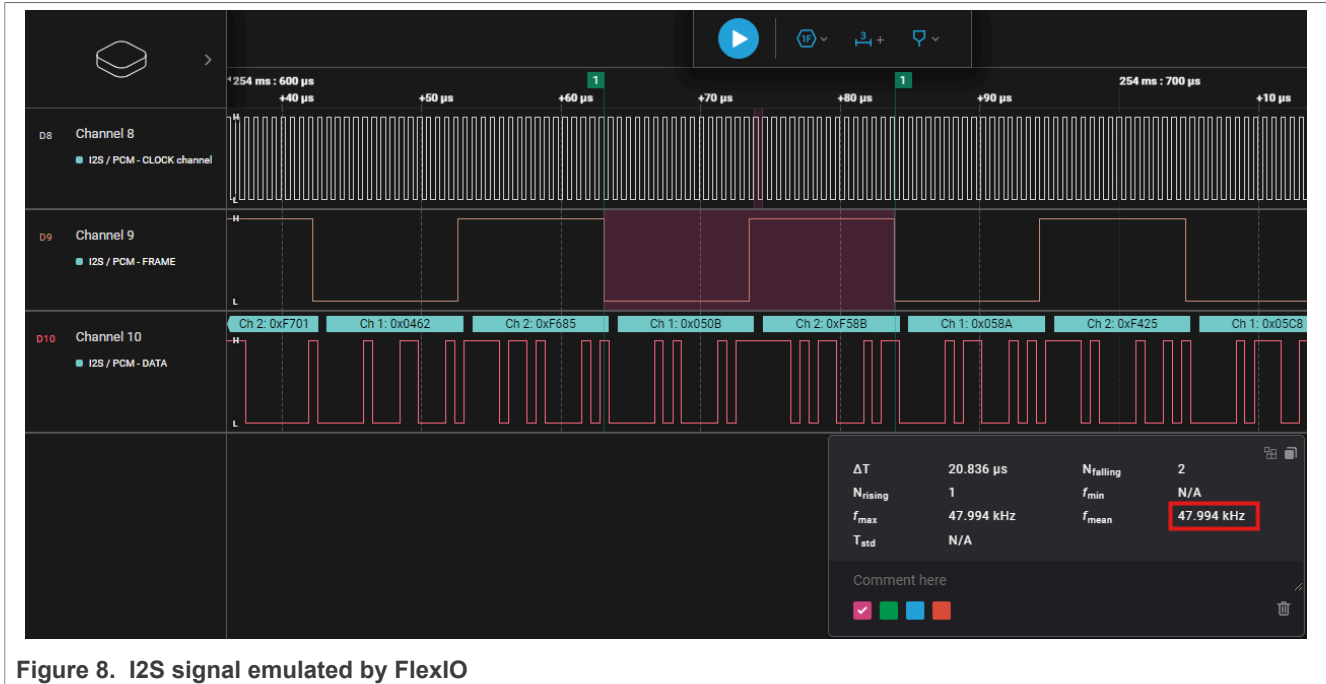 1F 3 +
254 ms : 600 µs 1 1 254 ms : 700 µs
+40 µs +50 µs +60 µs +70 µs +80 µs +90 µs +10 µs
D8 Channel 8
I2S / PCM - CLOCK channel
H
L
D9 Channel 9
I2S / PCM - FRAME
H
L
Ch 2: 0xF701 Ch 1: 0x0462 Ch 2: 0xF685 Ch 1: 0x050B Ch 2: 0xF58B Ch 1: 0x058A Ch 2: 0xF425 Ch 1: 0x05C8
D10 Channel 10
I2S / PCM - DATA
H
L
ΔT 20.836 µs Nfalling 2
Nrising 1 fmin N/A
fmax 47.994 kHz fmean 47.994 kHz
Tstd N/A
Comment here
Figure 8. I2S signal emulated by FlexIO